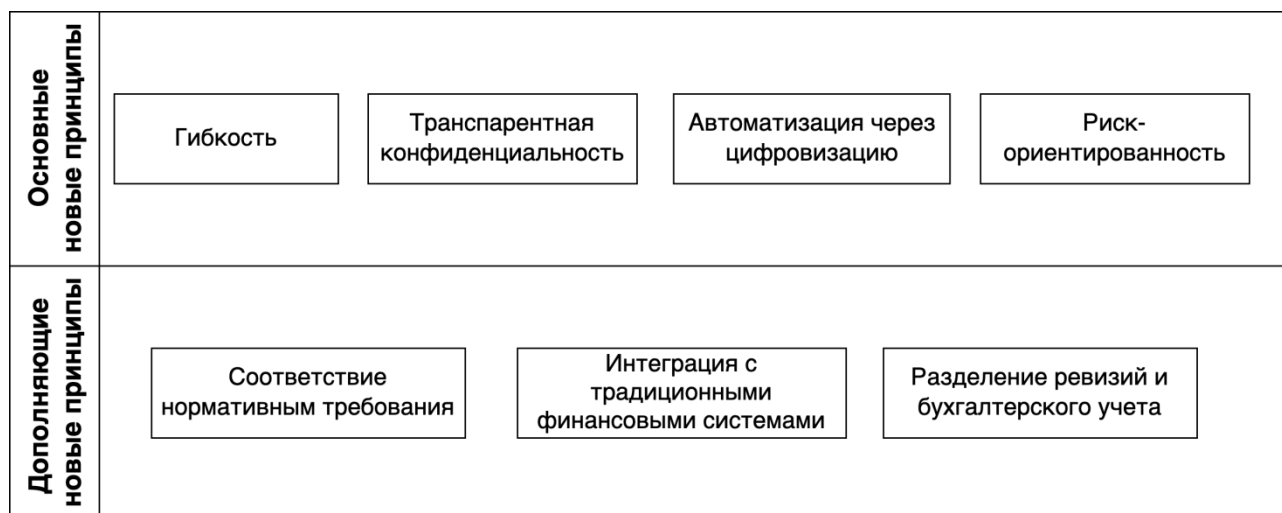 Основные
новые принципы
Гибкость
Транспарентная
конфиденциальность
Автоматизация через
цифровизацию
Риск-
ориентированность
Дополняющие
новые принципы
Соответствие
нормативным требования
Интеграция с
традиционными
финансовыми системами
Разделение ревизий и
бухгалтерского учета